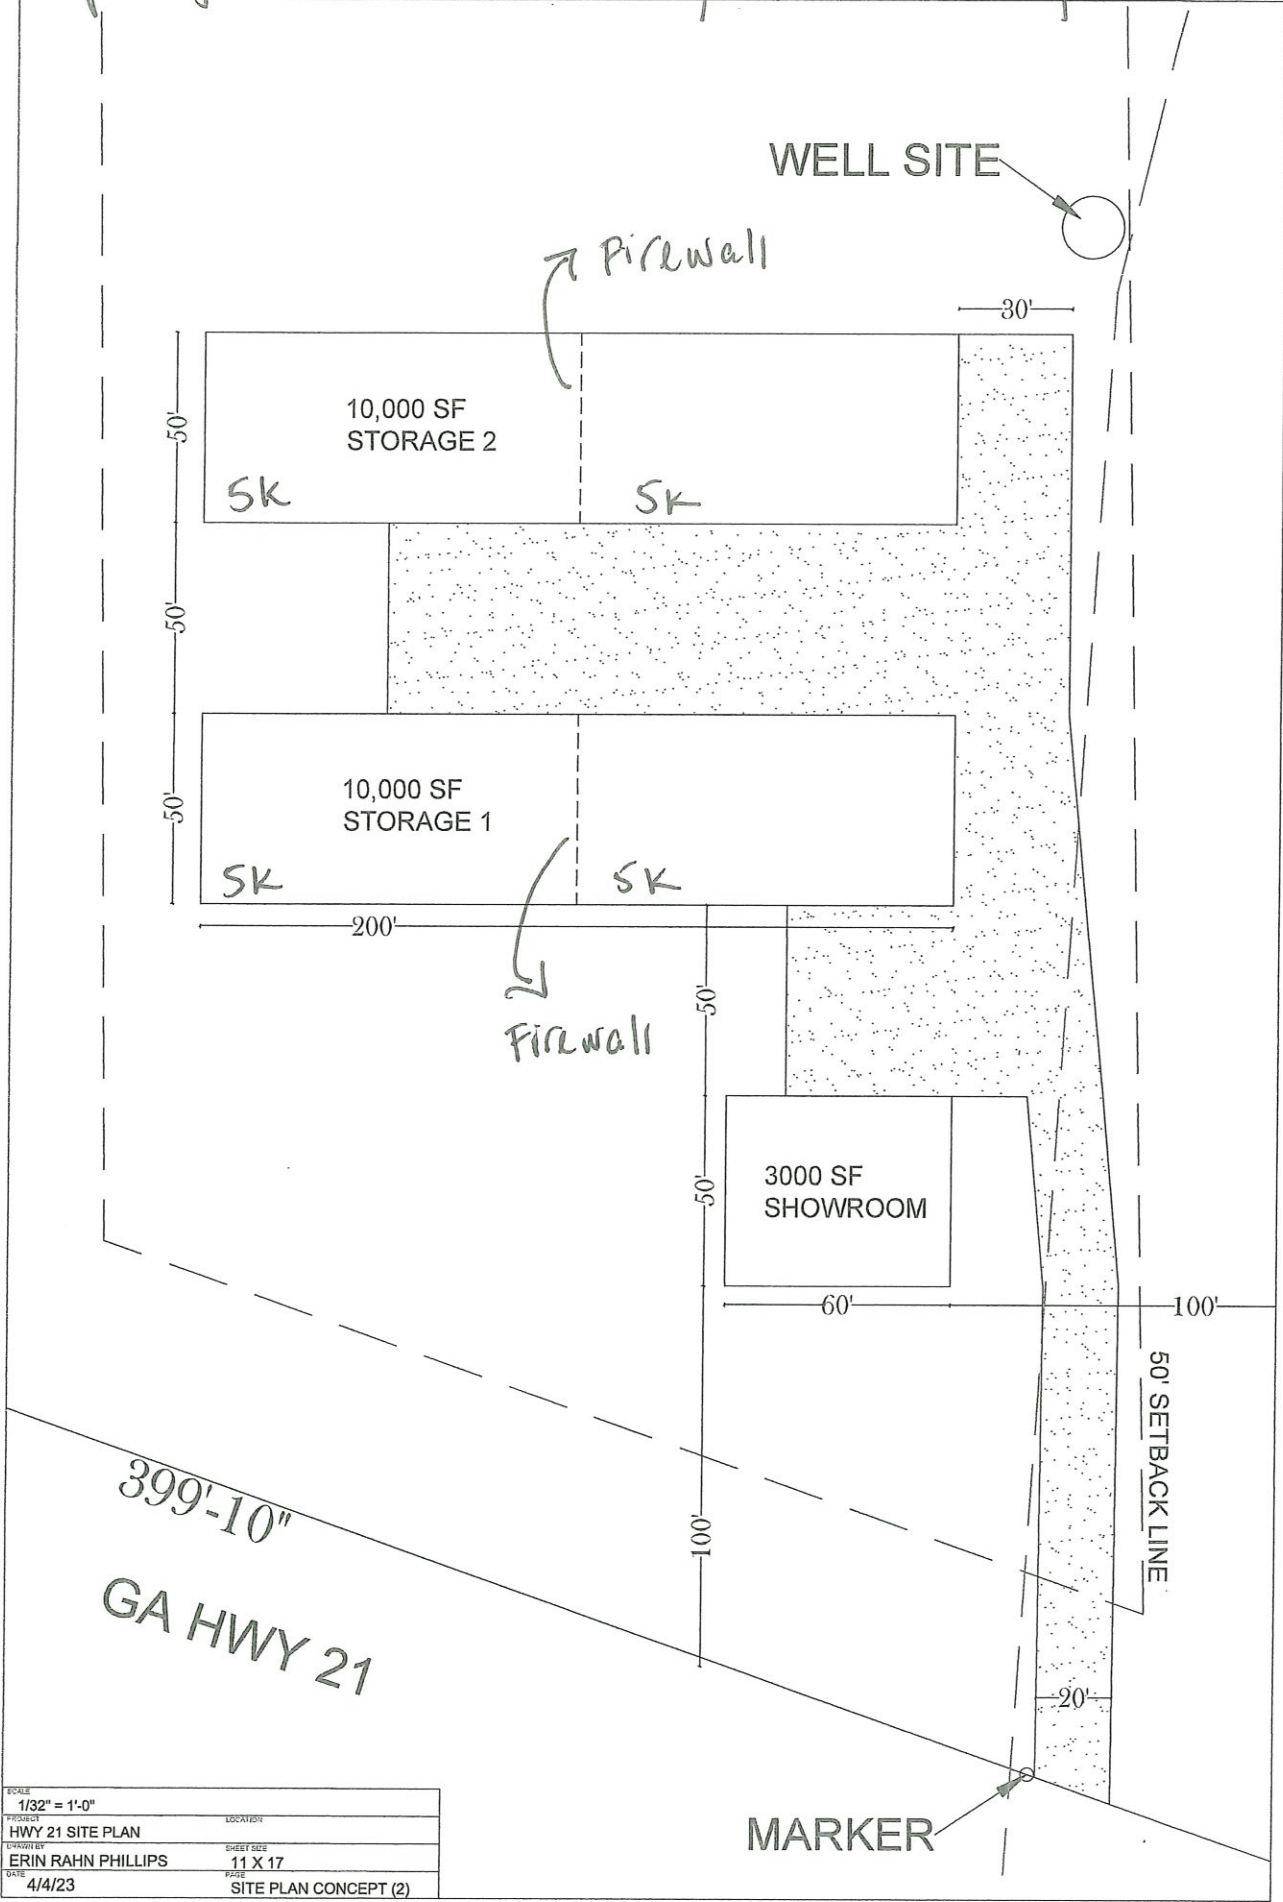 WELL SITE
Firewall
30'
50'
10,000 SF
STORAGE 2
5K
5K
50'
50'
10,000 SF
STORAGE 1
5K
5K
200'
50'
Firewall
50'
3000 SF
SHOWROOM
60'
100'
50' SETBACK LINE
399'-10"
100'
GA HWY 21
20'
MARKER
SCALE
1/32" = 1'-0"
PROJECT
LOCATION
HWY 21 SITE PLAN
DRAWN BY
SHEET SIZE
ERIN RAHN PHILLIPS
11 X 17
DATE
PAGE
4/4/23
SITE PLAN CONCEPT (2)